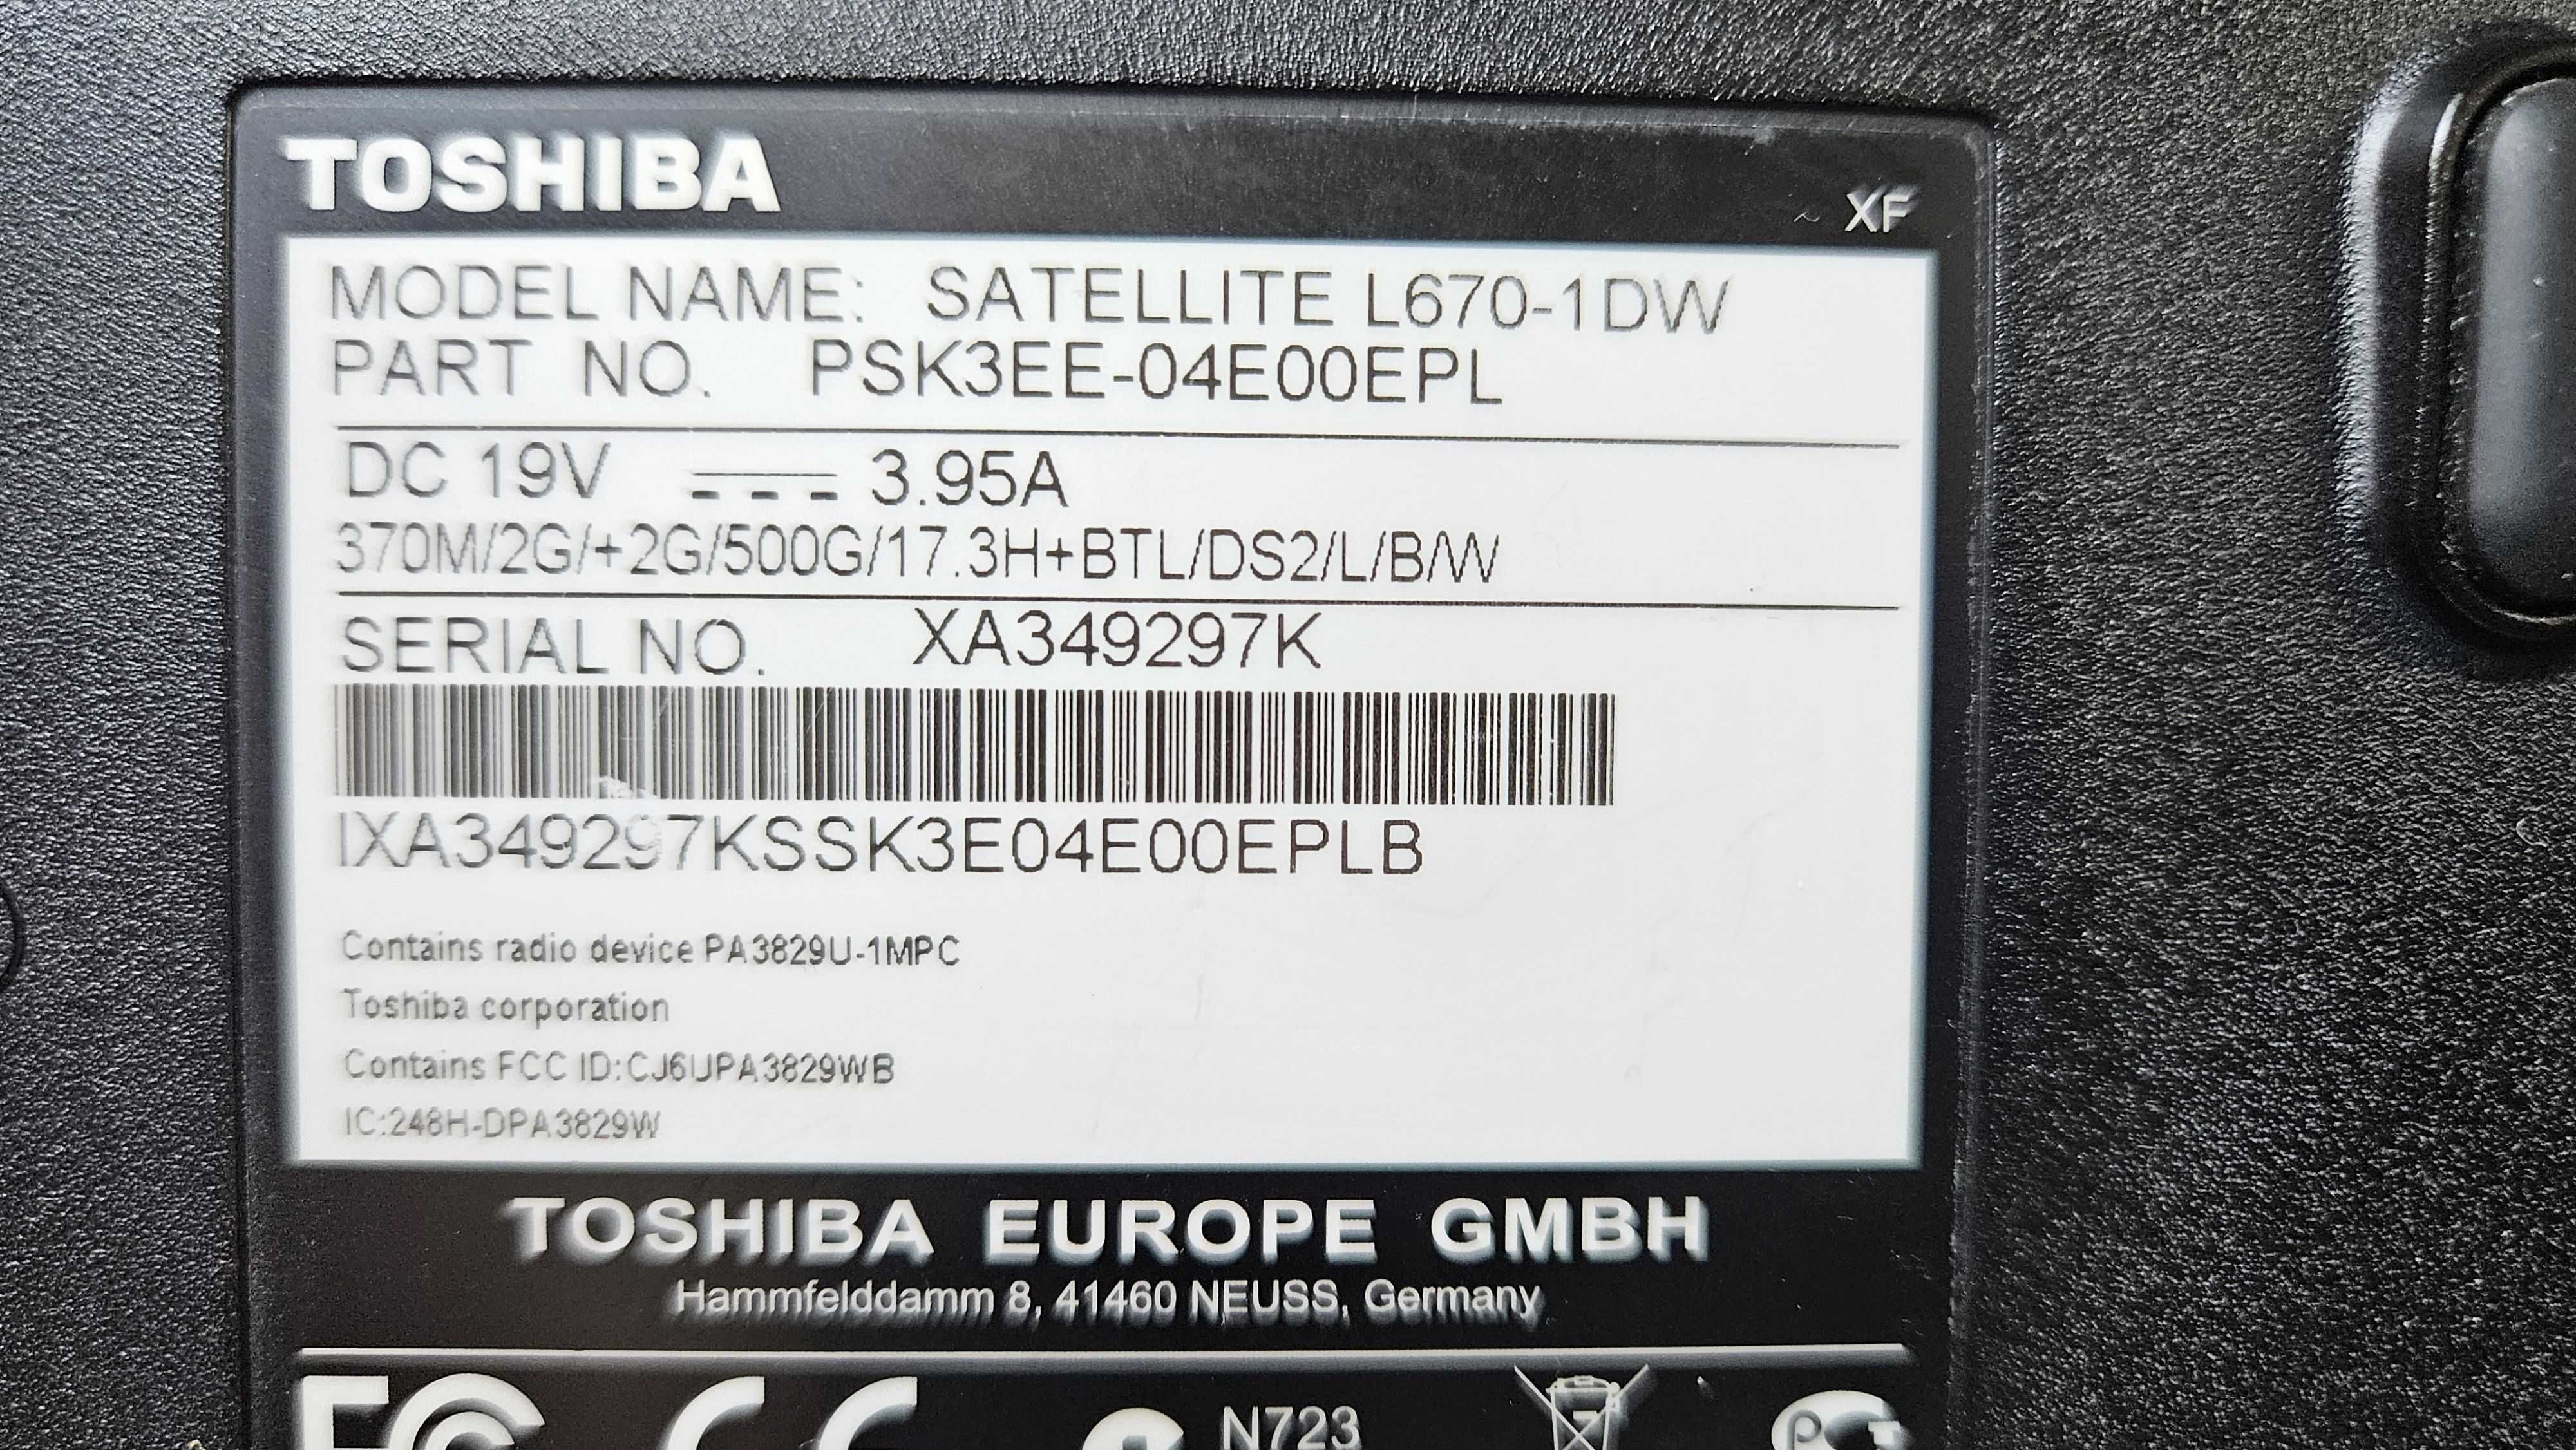 TOSHIBA
XF
MODEL NAME: SATELLITE L670-1DW
PART NO. PSK3EE-04E00EPL
DC 19V 3.95A
370M/2G/+2G/500G/17.3H+BTL/DS2/L/B/W
SERIAL NO. XA349297K
IXA349297KSSK3E04E00EPLB
Contains radio device PA3829U-1MPC
Toshiba corporation
Contains FCC ID:CJ6UPA3829WB
IC:248H-DPA3829W
TOSHIBA EUROPE GMBH
Hammfelddamm 8, 41460 NEUSS, Germany
FC CE N723